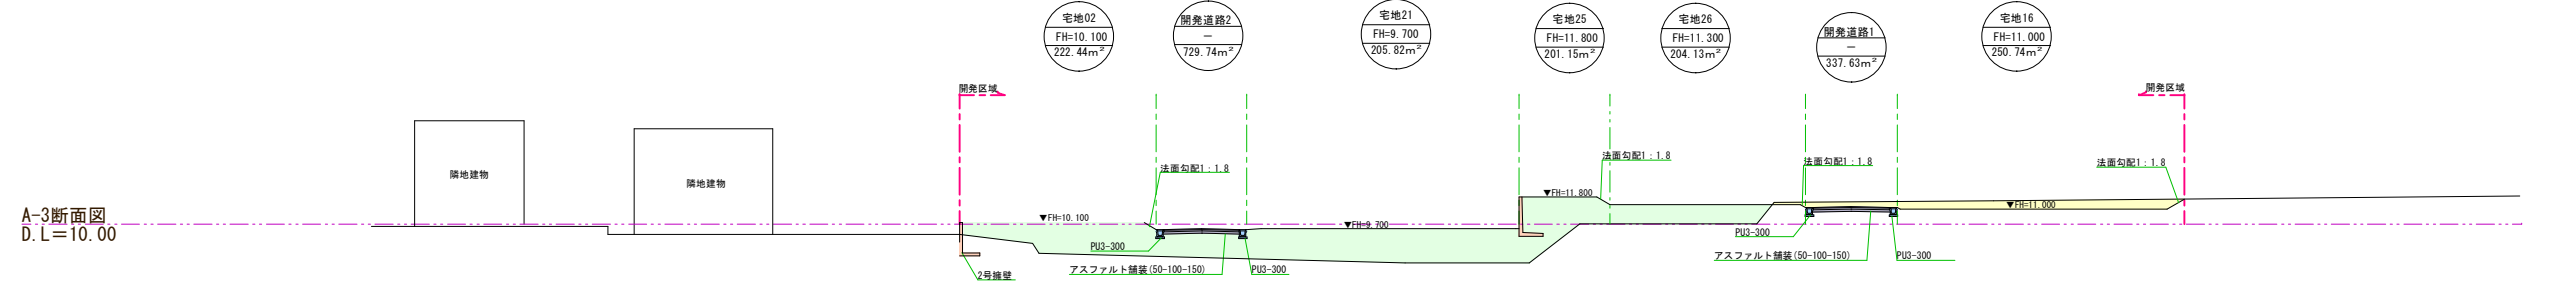 宅地02
FH=10.100
222.44m²
開発道路2
－
729.74m²
宅地21
FH=9.700
205.82m²
宅地25
FH=11.800
201.15m²
宅地26
FH=11.300
204.13m²
開発道路1
－
337.63m²
宅地16
FH=11.000
250.74m²
開発区域
開発区域
隣地建物
隣地建物
法面勾配1：1.8
法面勾配1：1.8
法面勾配1：1.8
法面勾配1：1.8
▼FH=11.800
▼FH=11.000
▼FH=10.100
▼FH=9.700
A-3断面図
D.L=10.00
PU3-300
PU3-300
アスファルト舗装(50-100-150)
PU3-300
アスファルト舗装(50-100-150)
PU3-300
2号擁壁